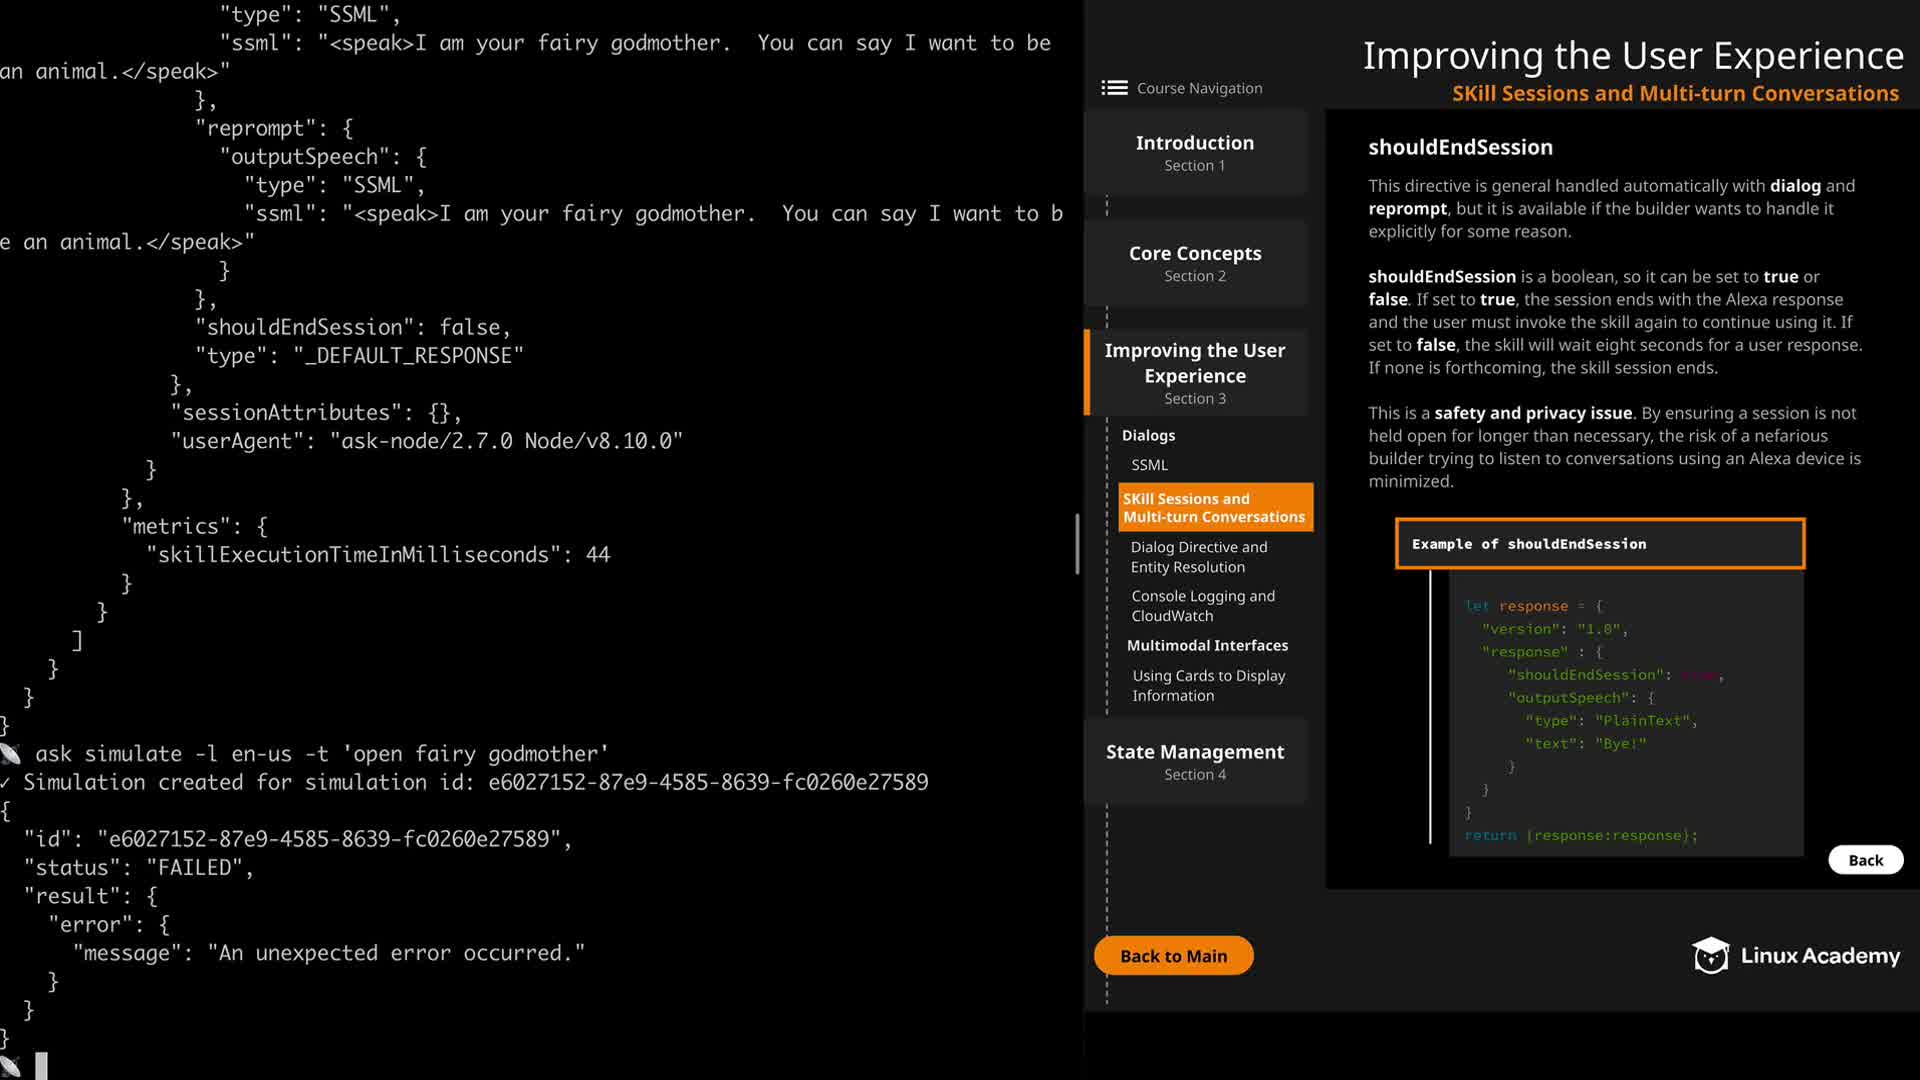 "type": "SSML",
"ssml": "<speak>I am your fairy godmother.  You can say I want to be
an animal.</speak>"
},
"reprompt": {
"outputSpeech": {
"type": "SSML",
"ssml": "<speak>I am your fairy godmother.  You can say I want to b
e an animal.</speak>"
}
},
"shouldEndSession": false,
"type": "_DEFAULT_RESPONSE"
},
"sessionAttributes": {},
"userAgent": "ask-node/2.7.0 Node/v8.10.0"
}
},
"metrics": {
"skillExecutionTimeInMilliseconds": 44
}
}
]
}
}
}
ask simulate -l en-us -t 'open fairy godmother'
✓ Simulation created for simulation id: e6027152-87e9-4585-8639-fc0260e27589
{
"id": "e6027152-87e9-4585-8639-fc0260e27589",
"status": "FAILED",
"result": {
"error": {
"message": "An unexpected error occurred."
}
}
}
Improving the User Experience
SKill Sessions and Multi-turn Conversations
Course Navigation
Introduction
Section 1
Core Concepts
Section 2
Improving the User
Experience
Section 3
Dialogs
SSML
SKill Sessions and
Multi-turn Conversations
Dialog Directive and
Entity Resolution
Console Logging and
CloudWatch
Multimodal Interfaces
Using Cards to Display
Information
State Management
Section 4
Back to Main
shouldEndSession
This directive is general handled automatically with dialog and
reprompt, but it is available if the builder wants to handle it
explicitly for some reason.
shouldEndSession is a boolean, so it can be set to true or
false. If set to true, the session ends with the Alexa response
and the user must invoke the skill again to continue using it. If
set to false, the skill will wait eight seconds for a user response.
If none is forthcoming, the skill session ends.
This is a safety and privacy issue. By ensuring a session is not
held open for longer than necessary, the risk of a nefarious
builder trying to listen to conversations using an Alexa device is
minimized.
Example of shouldEndSession
let response = {
"version": "1.0",
"response" : {
"shouldEndSession": true,
"outputSpeech": {
"type": "PlainText",
"text": "Bye!"
}
}
}
return {response:response};
Back
Linux Academy